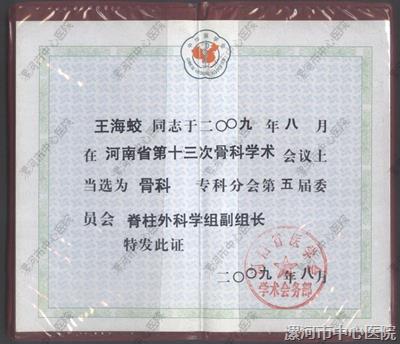 王海蛟 同志于二〇〇九 年 八 月
在 河南省第十三次骨科学术 会议上
当选为 骨科 专科分会第 五 届委
员会 脊柱外科学组副组长
特发此证
学术会务部
二〇〇九 年 八 月
漯河市中心医院